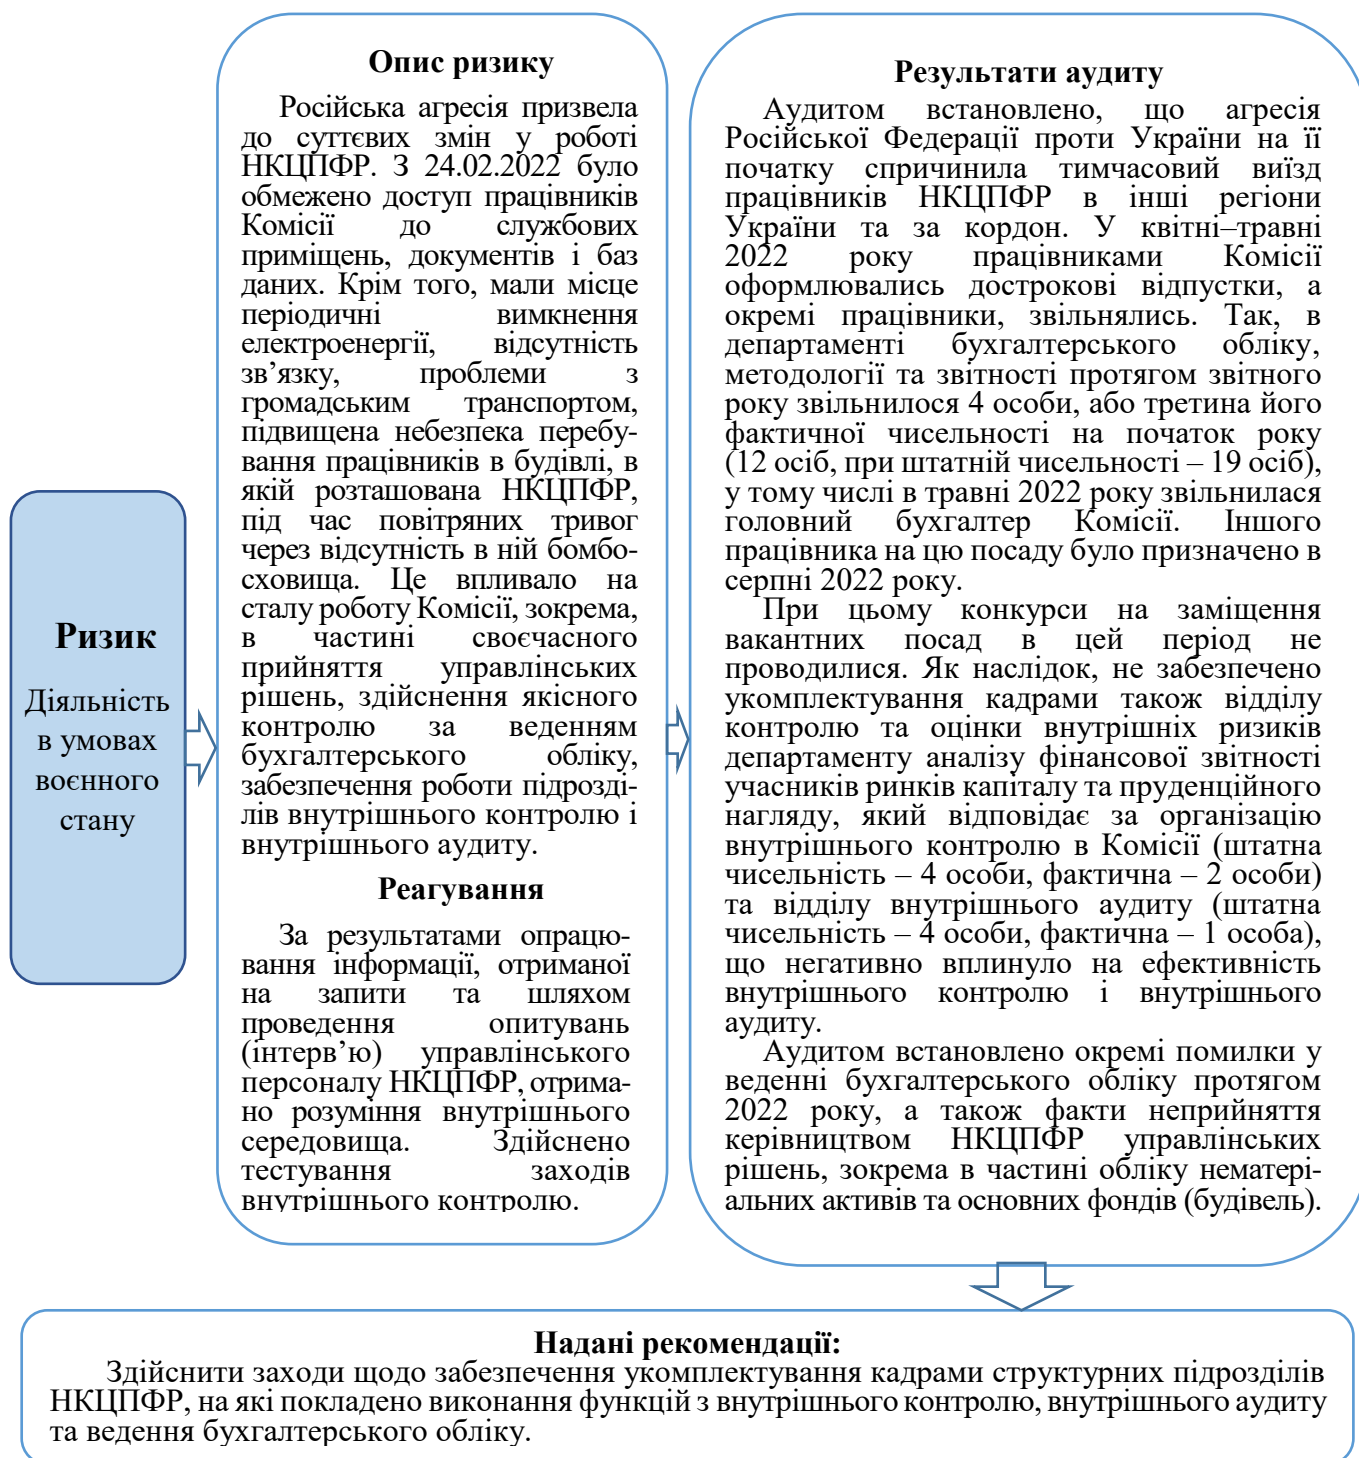 Ризик
Діяльність
в умовах
воєнного
стану
Опис ризику
Російська агресія призвела
до суттєвих змін у роботі
НКЦПФР. З 24.02.2022 було
обмежено доступ працівників
Комісії до службових
приміщень, документів і баз
даних. Крім того, мали місце
періодичні вимкнення
електроенергії, відсутність
зв’язку, проблеми з
громадським транспортом,
підвищена небезпека перебу-
вання працівників в будівлі, в
якій розташована НКЦПФР,
під час повітряних тривог
через відсутність в ній бомбо-
сховища. Це впливало на
сталу роботу Комісії, зокрема,
в частині своєчасного
прийняття управлінських
рішень, здійснення якісного
контролю за веденням
бухгалтерського обліку,
забезпечення роботи підрозді-
лів внутрішнього контролю і
внутрішнього аудиту.
Реагування
За результатами опрацю-
вання інформації, отриманої
на запити та шляхом
проведення опитувань
(інтерв’ю) управлінського
персоналу НКЦПФР, отрима-
но розуміння внутрішнього
середовища. Здійснено
тестування заходів
внутрішнього контролю.
Результати аудиту
Аудитом встановлено, що агресія
Російської Федерації проти України на її
початку спричинила тимчасовий виїзд
працівників НКЦПФР в інші регіони
України та за кордон. У квітні–травні
2022 року працівниками Комісії
оформлювались дострокові відпустки, а
окремі працівники, звільнялись. Так, в
департаменті бухгалтерського обліку,
методології та звітності протягом звітного
року звільнилося 4 особи, або третина його
фактичної чисельності на початок року
(12 осіб, при штатній чисельності – 19 осіб),
у тому числі в травні 2022 року звільнилася
головний бухгалтер Комісії. Іншого
працівника на цю посаду було призначено в
серпні 2022 року.
При цьому конкурси на заміщення
вакантних посад в цей період не
проводилися. Як наслідок, не забезпечено
укомплектування кадрами також відділу
контролю та оцінки внутрішніх ризиків
департаменту аналізу фінансової звітності
учасників ринків капіталу та пруденційного
нагляду, який відповідає за організацію
внутрішнього контролю в Комісії (штатна
чисельність – 4 особи, фактична – 2 особи)
та відділу внутрішнього аудиту (штатна
чисельність – 4 особи, фактична – 1 особа),
що негативно вплинуло на ефективність
внутрішнього контролю і внутрішнього
аудиту.
Аудитом встановлено окремі помилки у
веденні бухгалтерського обліку протягом
2022 року, а також факти неприйняття
керівництвом НКЦПФР управлінських
рішень, зокрема в частині обліку нематері-
альних активів та основних фондів (будівель).
Надані рекомендації:
Здійснити заходи щодо забезпечення укомплектування кадрами структурних підрозділів
НКЦПФР, на які покладено виконання функцій з внутрішнього контролю, внутрішнього аудиту
та ведення бухгалтерського обліку.